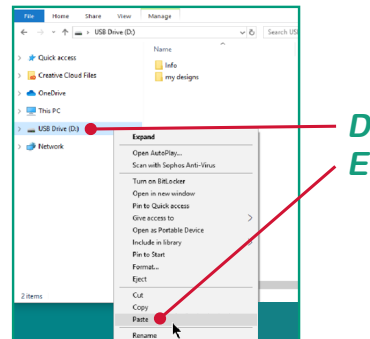 File Home Share View Manage
USB Drive (D:) Search USB
Name
Quick access
Info
Creative Cloud Files
my designs
OneDrive
This PC
USB Drive (D:)
D
Network
Expand
E
Open AutoPlay...
Scan with Sophos Anti-Virus
Turn on BitLocker
Open in new window
Pin to Quick access
Give access to
Open as Portable Device
Include in library
Pin to Start
Format...
Eject
2 items
Cut
Copy
Paste
Rename